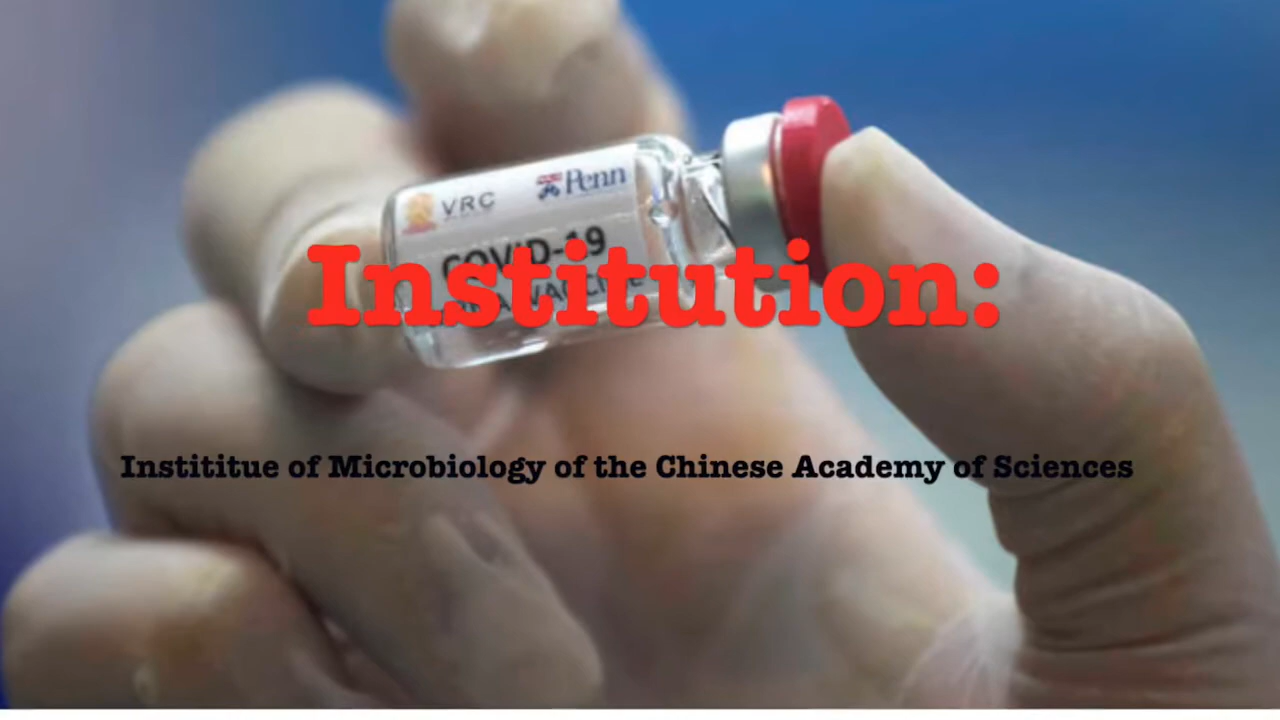 VRC
Penn
COVID-19
Institution:
Instititue of Microbiology of the Chinese Academy of Sciences